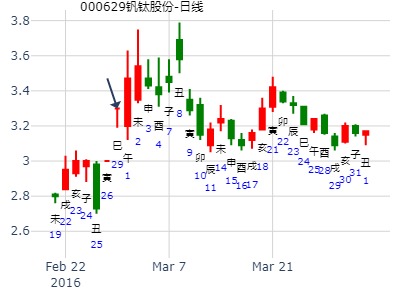 000629钒钛股份-日线
3.8
3.6
3.4
3.2
3
2.8
2.6
未
19
戌
22
亥
23
子
24
丑
25
寅
26
巳
29
午
1
未
2
申
3
酉
4
子
7
丑
8
寅
9
卯
10
辰
11
未
14
申
15
酉
16
戌
17
亥
18
寅
21
卯
22
辰
23
巳
24
午
25
酉
28
戌
29
亥
30
子
31
丑
1
Feb 22
2016
Mar 7
Mar 21